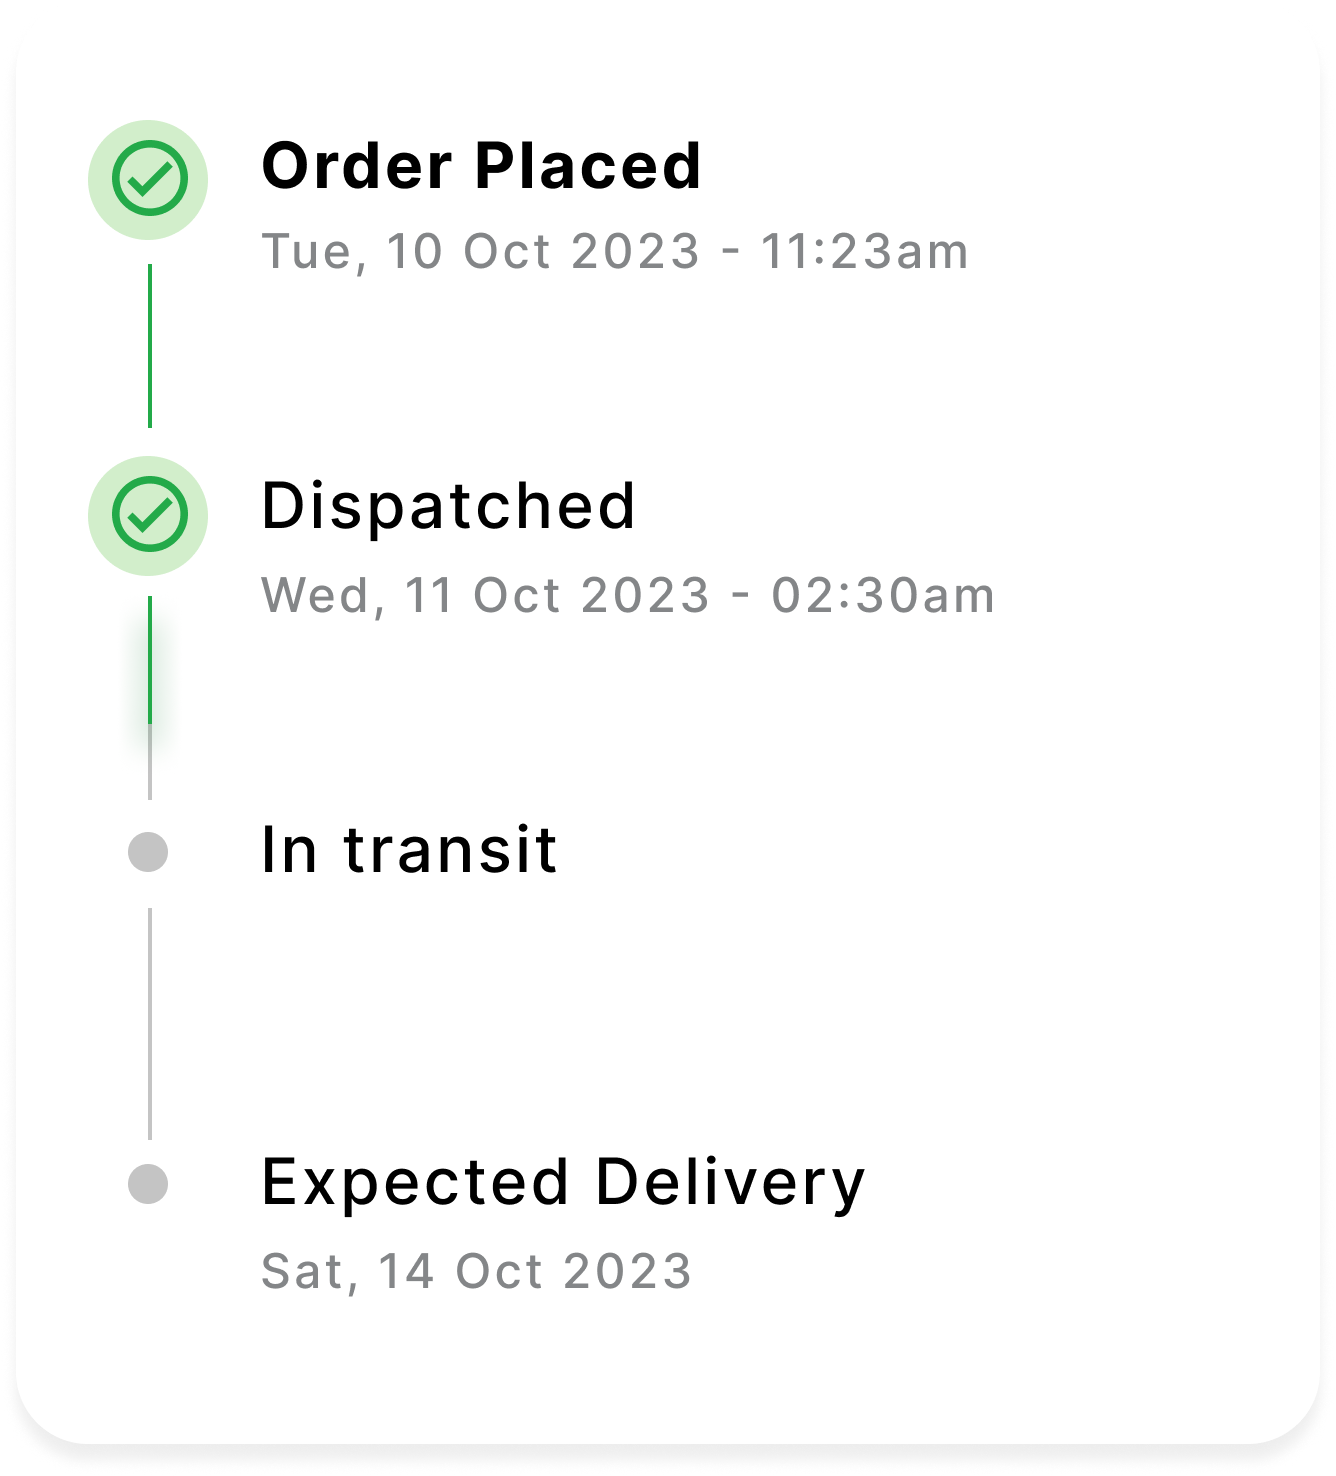 Order Placed
Tue, 10 Oct 2023 - 11:23am
Dispatched
Wed, 11 Oct 2023 - 02:30am
In transit
Expected Delivery
Sat, 14 Oct 2023